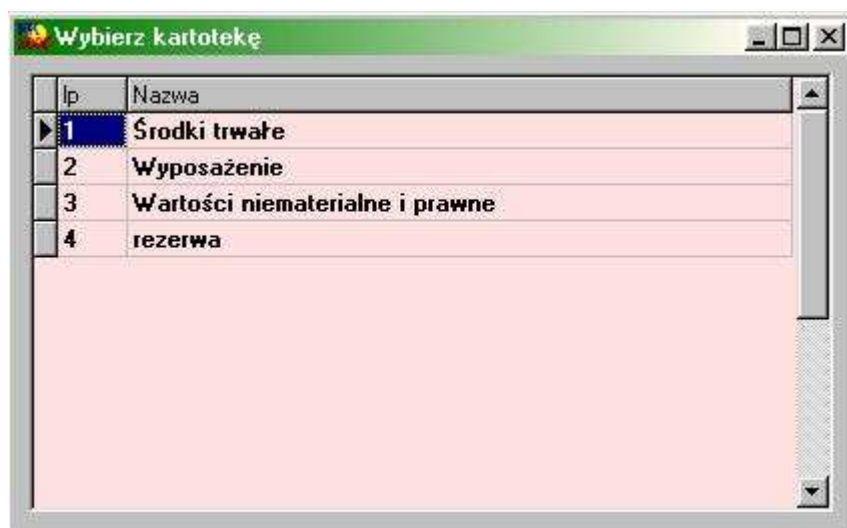 Wybierz kartotekę
lp Nazwa
1 Środki trwałe
2 Wyposażenie
3 Wartości niematerialne i prawne
4 rezerwa